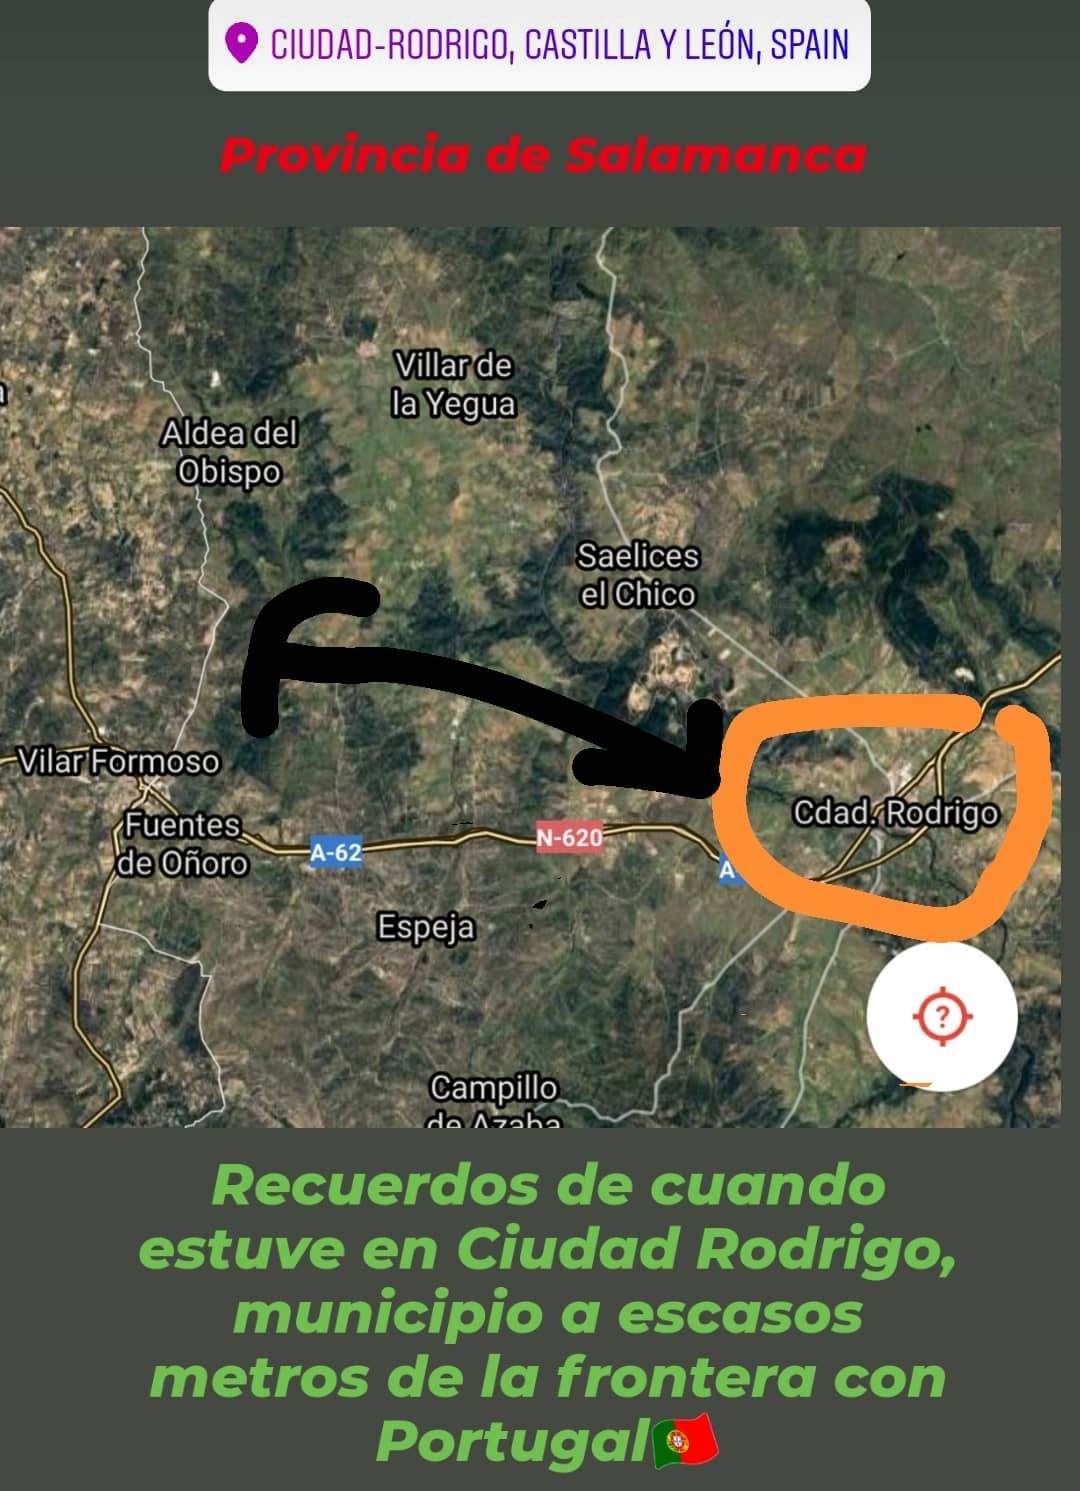 CIUDAD-RODRIGO, CASTILLA Y LEÓN, SPAIN
Provincia de Salamanca
Villar de
la Yegua
Aldea del
Obispo
Saelices
el Chico
Vilar Formoso
Cdad. Rodrigo
Fuentes
de Oñoro
A-62
N-620
Espeja
?
Campillo
de Azaba
Recuerdos de cuando
estuve en Ciudad Rodrigo,
municipio a escasos
metros de la frontera con
Portugal🇵🇹